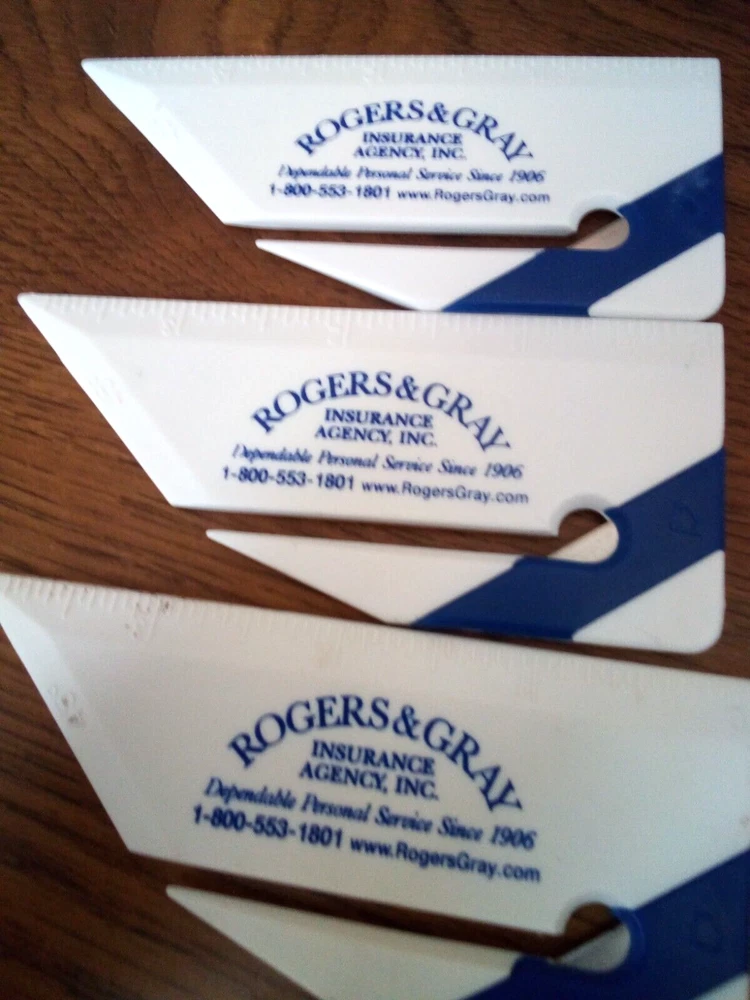 ROGERS & GRAY
INSURANCE
AGENCY, INC.
Dependable Personal Service Since 1906
1-800-553-1801 www.RogersGray.com
ROGERS & GRAY
INSURANCE
AGENCY, INC.
Dependable Personal Service Since 1906
1-800-553-1801 www.RogersGray.com
ROGERS & GRAY
INSURANCE
AGENCY, INC.
Dependable Personal Service Since 1906
1-800-553-1801 www.RogersGray.com